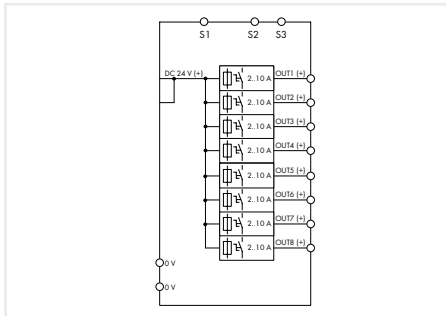 S1 S2 S3
DC 24 V (+) 2..10 A OUT1 (+)
2..10 A OUT2 (+)
2..10 A OUT3 (+)
2..10 A OUT4 (+)
2..10 A OUT5 (+)
2..10 A OUT6 (+)
2..10 A OUT7 (+)
2..10 A OUT8 (+)
0 V
0 V